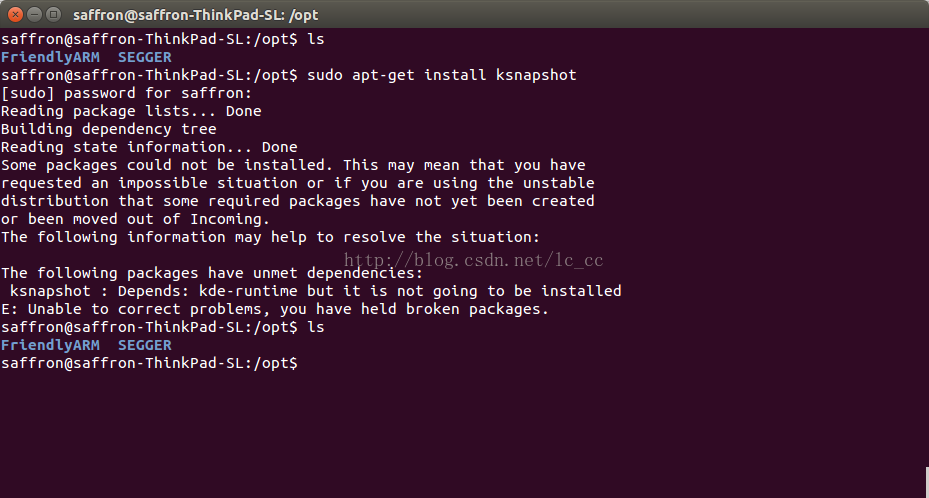 saffron@saffron-ThinkPad-SL: /opt
saffron@saffron-ThinkPad-SL:/opt$ ls
FriendlyARM  SEGGER
saffron@saffron-ThinkPad-SL:/opt$ sudo apt-get install ksnapshot
[sudo] password for saffron:
Reading package lists... Done
Building dependency tree
Reading state information... Done
Some packages could not be installed. This may mean that you have
requested an impossible situation or if you are using the unstable
distribution that some required packages have not yet been created
or been moved out of Incoming.
The following information may help to resolve the situation:
http://blog.csdn.net/lc_cc
The following packages have unmet dependencies:
 ksnapshot : Depends: kde-runtime but it is not going to be installed
E: Unable to correct problems, you have held broken packages.
saffron@saffron-ThinkPad-SL:/opt$ ls
FriendlyARM  SEGGER
saffron@saffron-ThinkPad-SL:/opt$